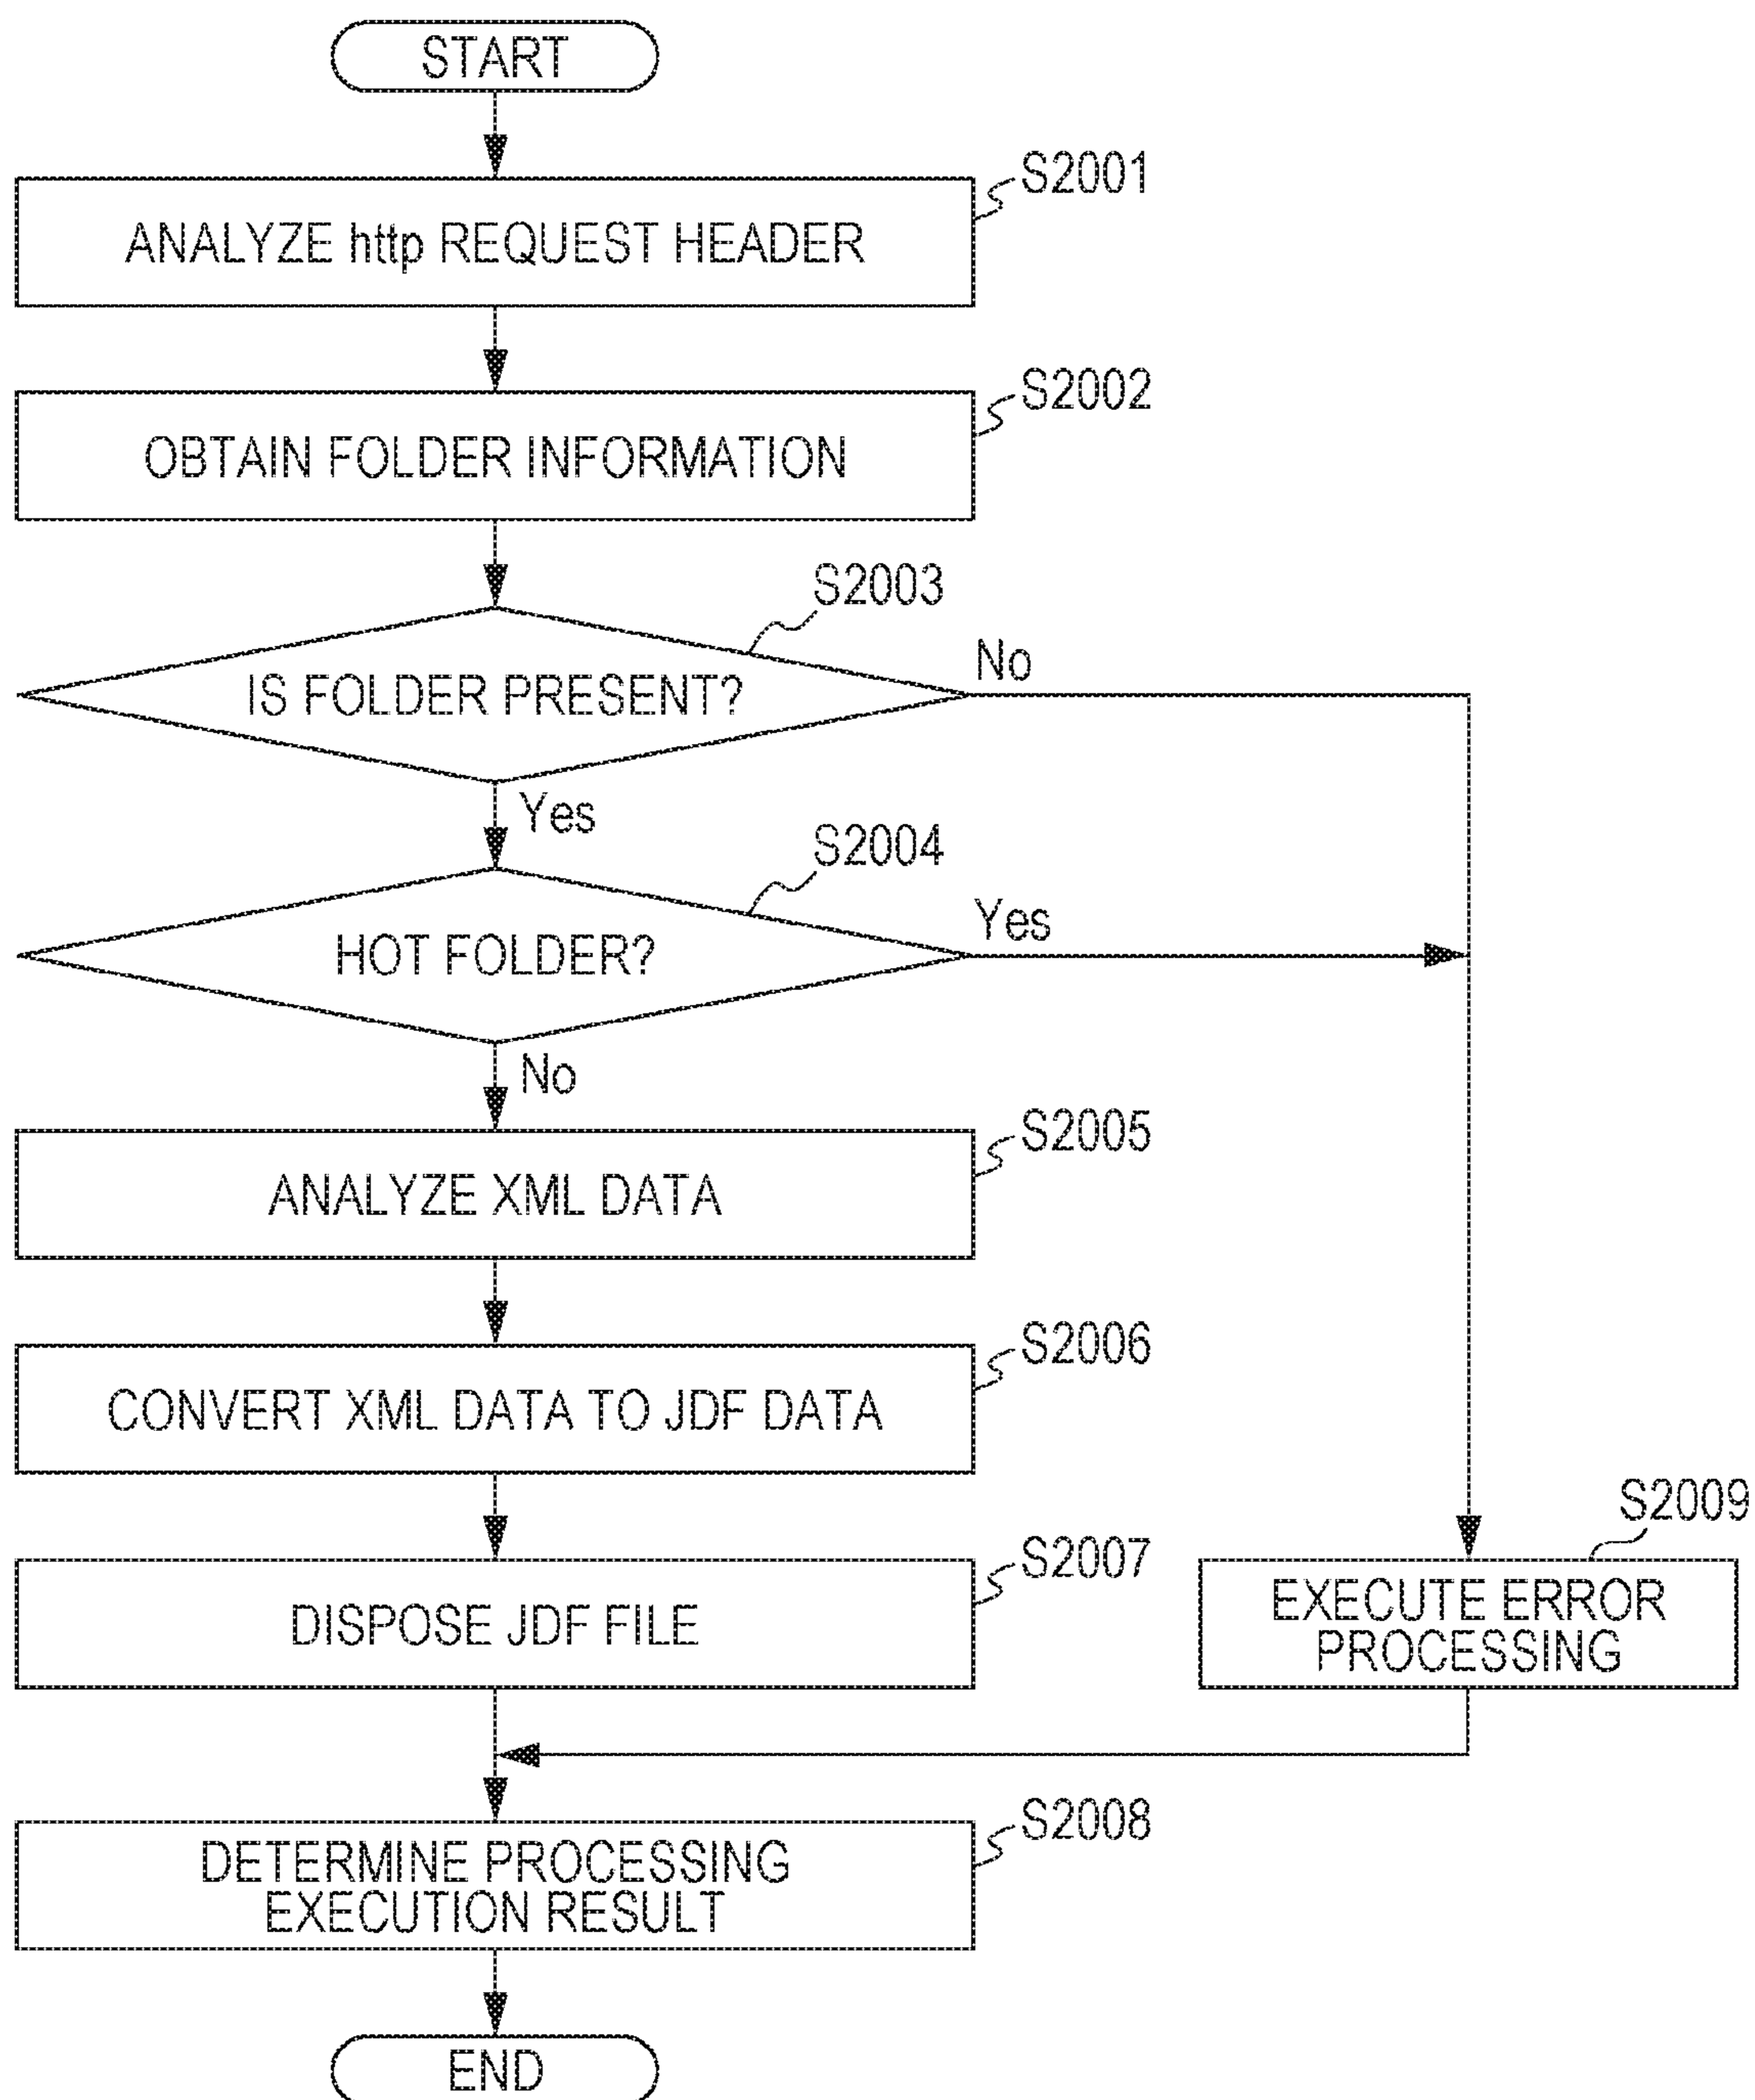 START
S2001
ANALYZE http REQUEST HEADER
S2002
OBTAIN FOLDER INFORMATION
S2003
IS FOLDER PRESENT?
No
Yes
S2004
HOT FOLDER?
Yes
No
S2005
ANALYZE XML DATA
S2006
CONVERT XML DATA TO JDF DATA
S2007
DISPOSE JDF FILE
S2009
EXECUTE ERROR
PROCESSING
S2008
DETERMINE PROCESSING
EXECUTION RESULT
END